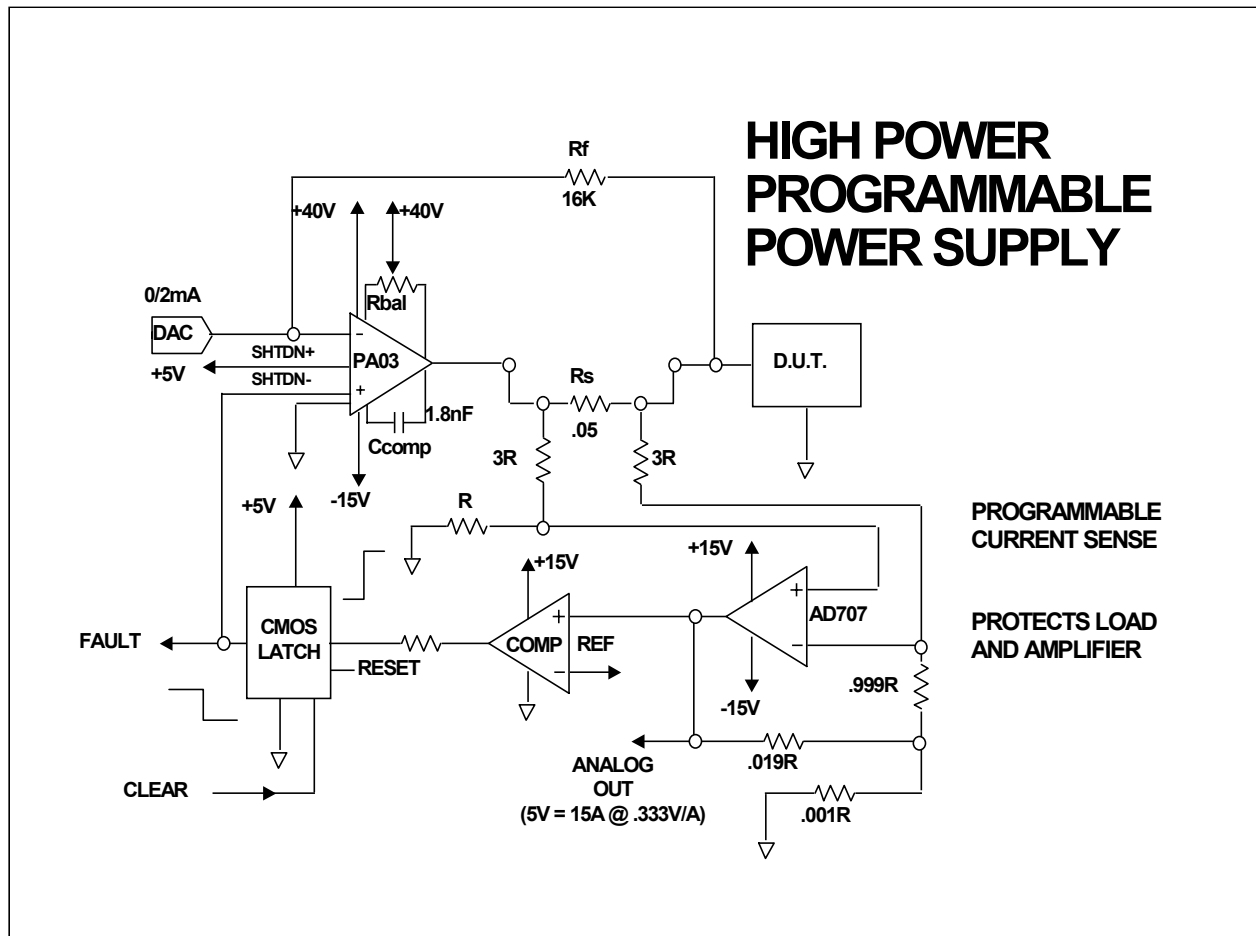 HIGH POWER
PROGRAMMABLE
POWER SUPPLY
Rf
16K
+40V
+40V
Rbal
0/2mA
DAC
–
SHTDN+
PA03
+5V
SHTDN-
+
1.8nF
Ccomp
-15V
Rs
.05
D.U.T.
3R
3R
+5V
R
PROGRAMMABLE
CURRENT SENSE
+15V
+15V
+
AD707
–
-15V
PROTECTS LOAD
AND AMPLIFIER
FAULT
CMOS
LATCH
+
COMP
REF
–
RESET
.999R
.019R
ANALOG
OUT
(5V = 15A @ .333V/A)
.001R
CLEAR